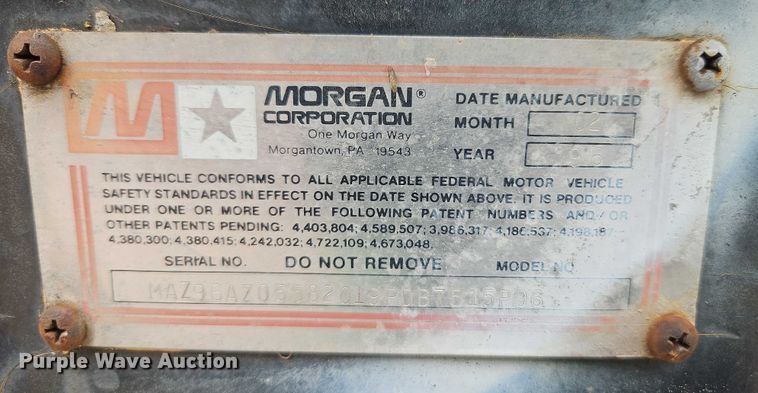 MORGAN®
CORPORATION
One Morgan Way
Morgantown, PA 19543
DATE MANUFACTURED
MONTH
YEAR
THIS VEHICLE CONFORMS TO ALL APPLICABLE FEDERAL MOTOR VEHICLE
SAFETY STANDARDS IN EFFECT ON THE DATE SHOWN ABOVE. IT IS PRODUCED
UNDER ONE OR MORE OF THE FOLLOWING PATENT NUMBERS AND/OR
OTHER PATENTS PENDING: 4,403,804; 4,589,507; 3,986,317; 4,186,537; 4,198,187
4,380,300; 4,380,415; 4,242,032; 4,722,109; 4,673,048.
SERIAL NO. DO NOT REMOVE MODEL NO
Purple Wave Auction